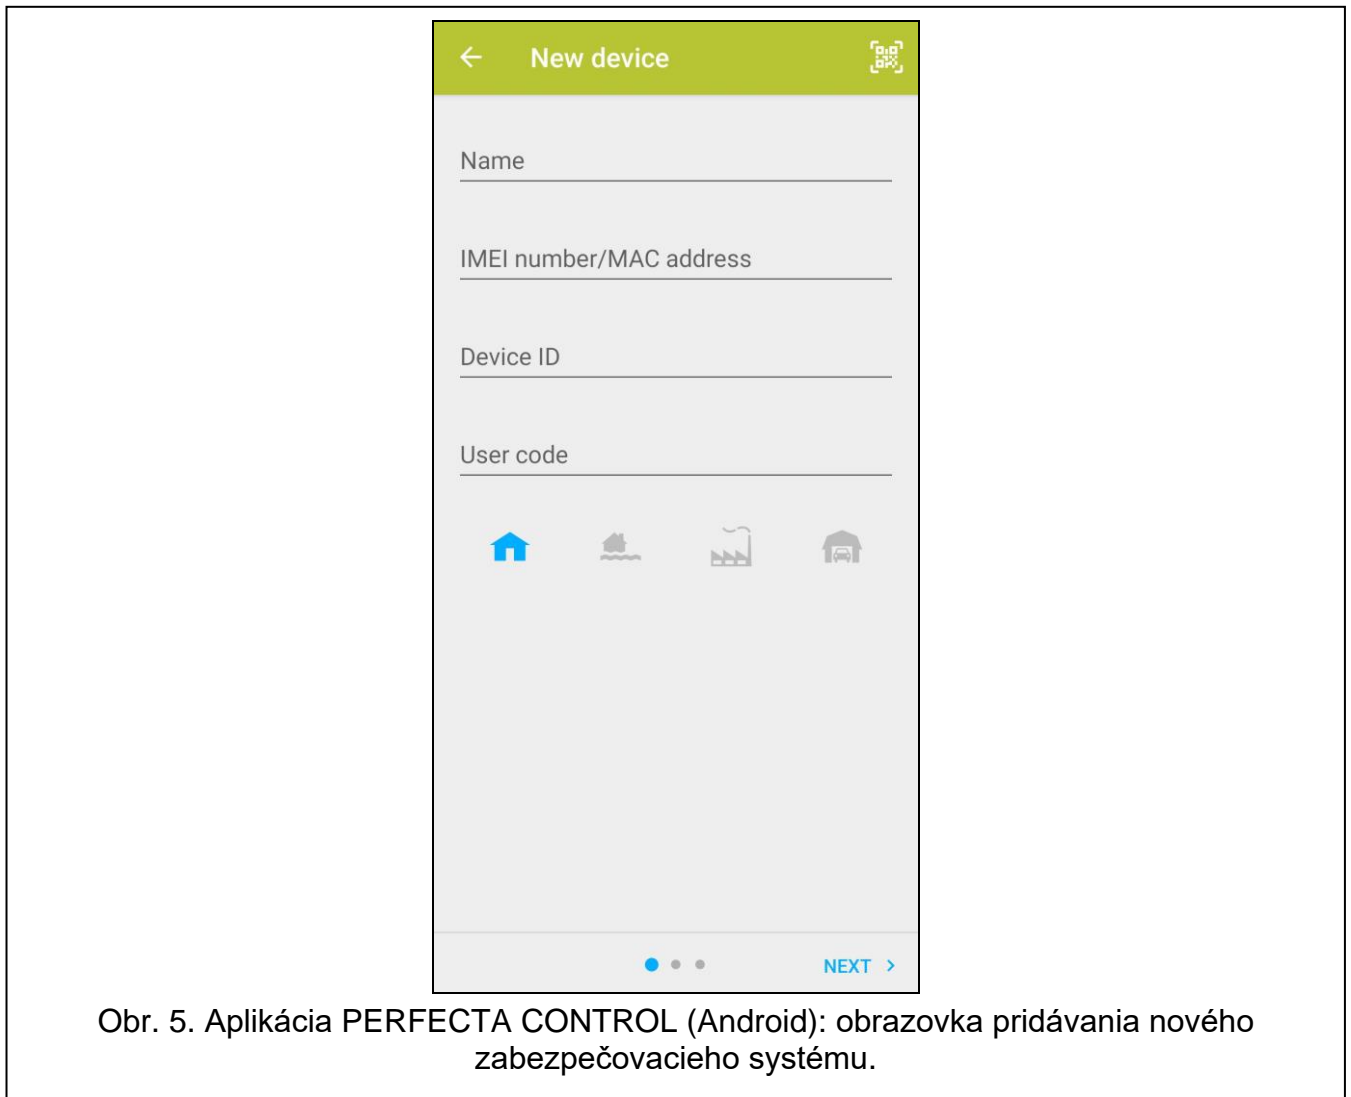 New device
Name
IMEI number/MAC address
Device ID
User code
NEXT
Obr. 5. Aplikácia PERFECTA CONTROL (Android): obrazovka pridávania nového
zabezpečovacieho systému.